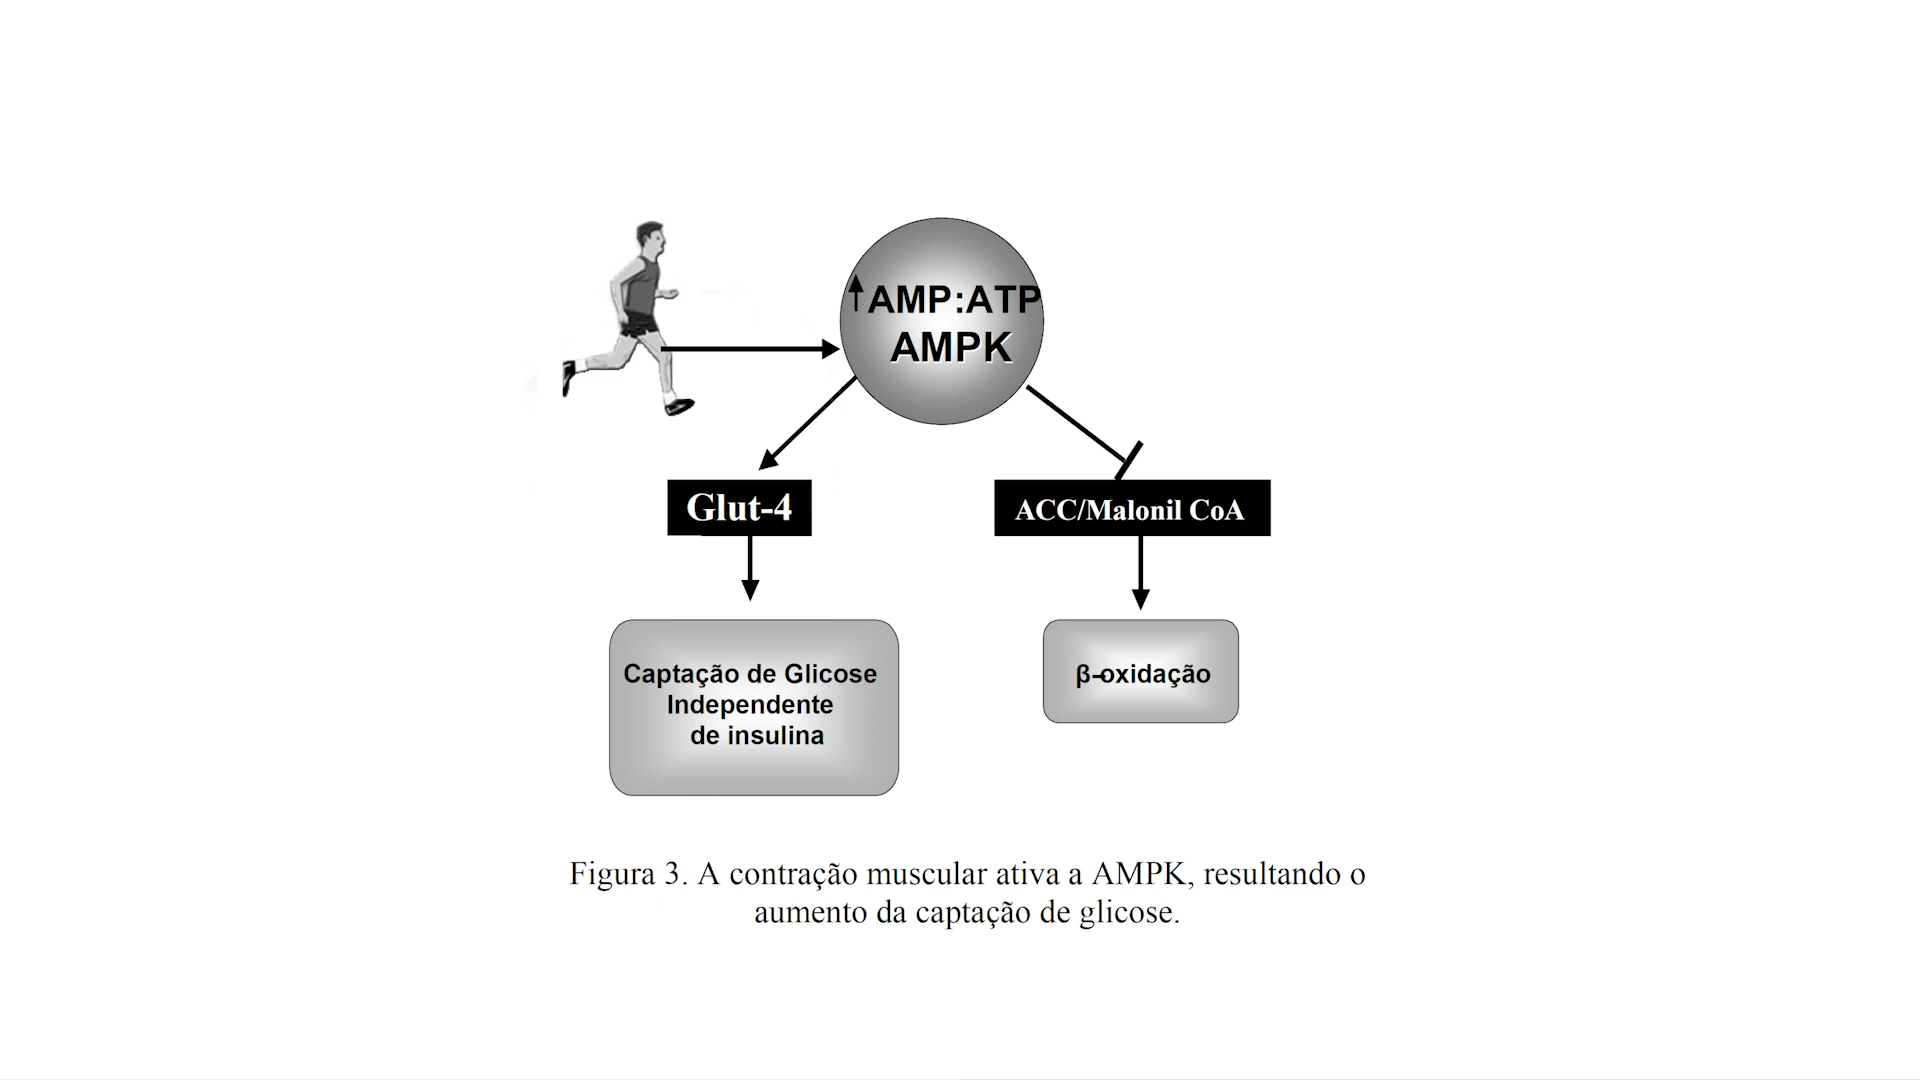 ↑AMP:ATP
AMPK
Glut-4
ACC/Malonil CoA
Captação de Glicose
Independente
de insulina
β-oxidação
Figura 3. A contração muscular ativa a AMPK, resultando o
aumento da captação de glicose.